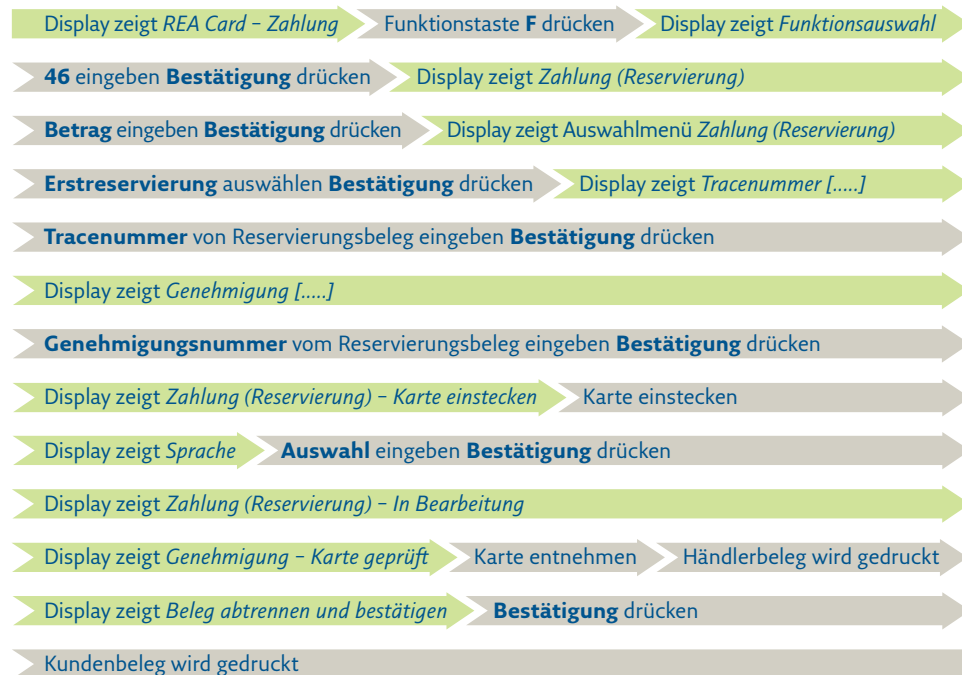 Display zeigt REA Card – Zahlung Funktionstaste F drücken Display zeigt Funktionsauswahl
46 eingeben Bestätigung drücken Display zeigt Zahlung (Reservierung)
Betrag eingeben Bestätigung drücken Display zeigt Auswahlmenü Zahlung (Reservierung)
Erstreservierung auswählen Bestätigung drücken Display zeigt Tracenummer [.....]
Tracenummer von Reservierungsbeleg eingeben Bestätigung drücken
Display zeigt Genehmigung [.....]
Genehmigungsnummer vom Reservierungsbeleg eingeben Bestätigung drücken
Display zeigt Zahlung (Reservierung) – Karte einstecken Karte einstecken
Display zeigt Sprache Auswahl eingeben Bestätigung drücken
Display zeigt Zahlung (Reservierung) – In Bearbeitung
Display zeigt Genehmigung – Karte geprüft Karte entnehmen Händlerbeleg wird gedruckt
Display zeigt Beleg abtrennen und bestätigen Bestätigung drücken
Kundenbeleg wird gedruckt